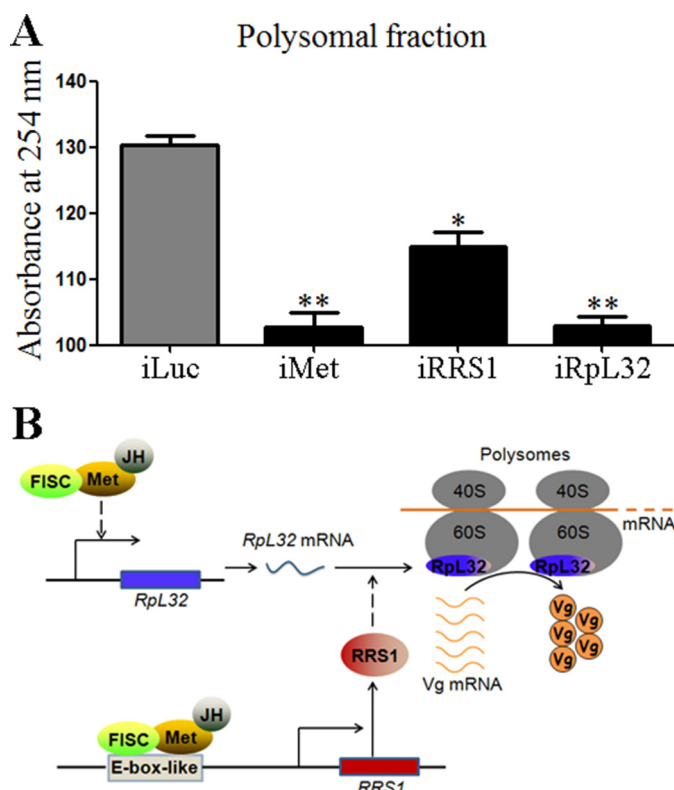 A
Polysomal fraction
Absorbance at 254 nm
140
130
120
110
100
**
*
**
iLuc iMet iRRS1 iRpL32
B
JH
FISC Met
Polysomes
40S 40S
mRNA
60S 60S
RpL32 RpL32
RpL32 mRNA
RpL32
RRS1
Vg mRNA
Vg
Vg
Vg
Vg
Vg
JH
FISC Met
E-box-like
RRS1